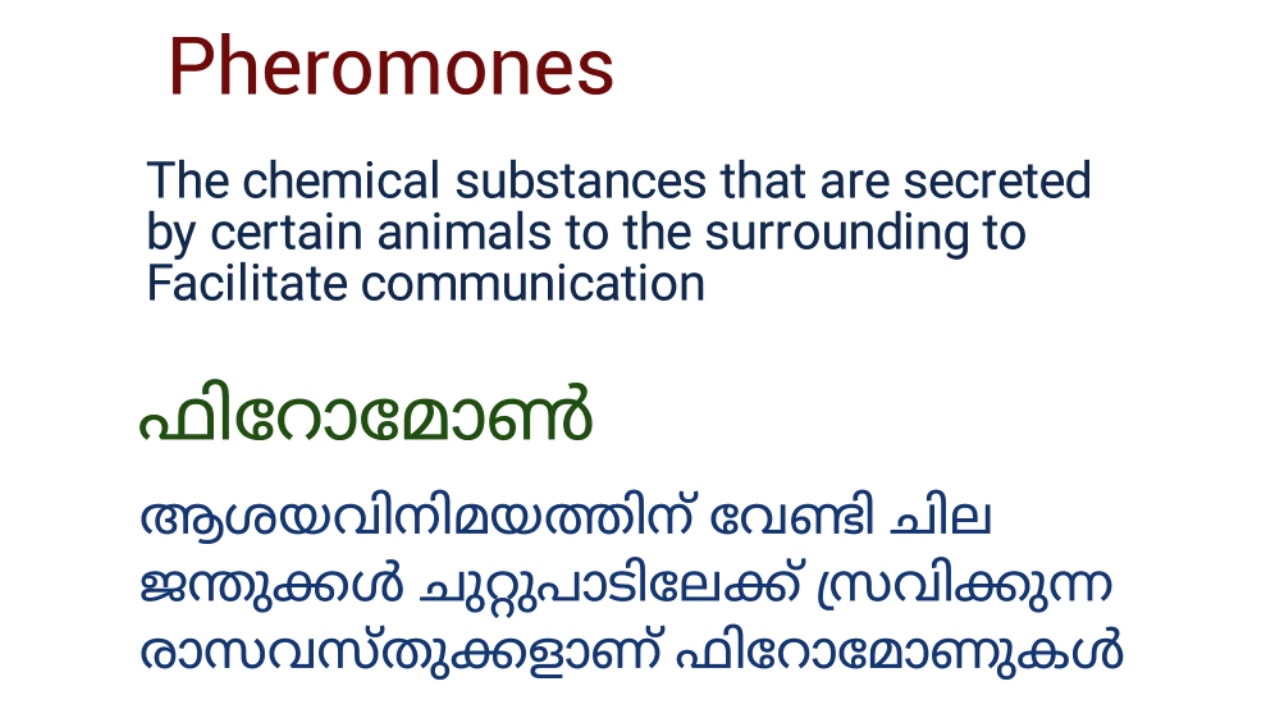 Pheromones
The chemical substances that are secreted
by certain animals to the surrounding to
Facilitate communication
ഫിറോമോൺ
ആശയവിനിമയത്തിന് വേണ്ടി ചില
ജന്തുക്കൾ ചുറ്റുപാടിലേക്ക് സ്രവിക്കുന്ന
രാസവസ്തുക്കളാണ് ഫിറോമോണുകൾ